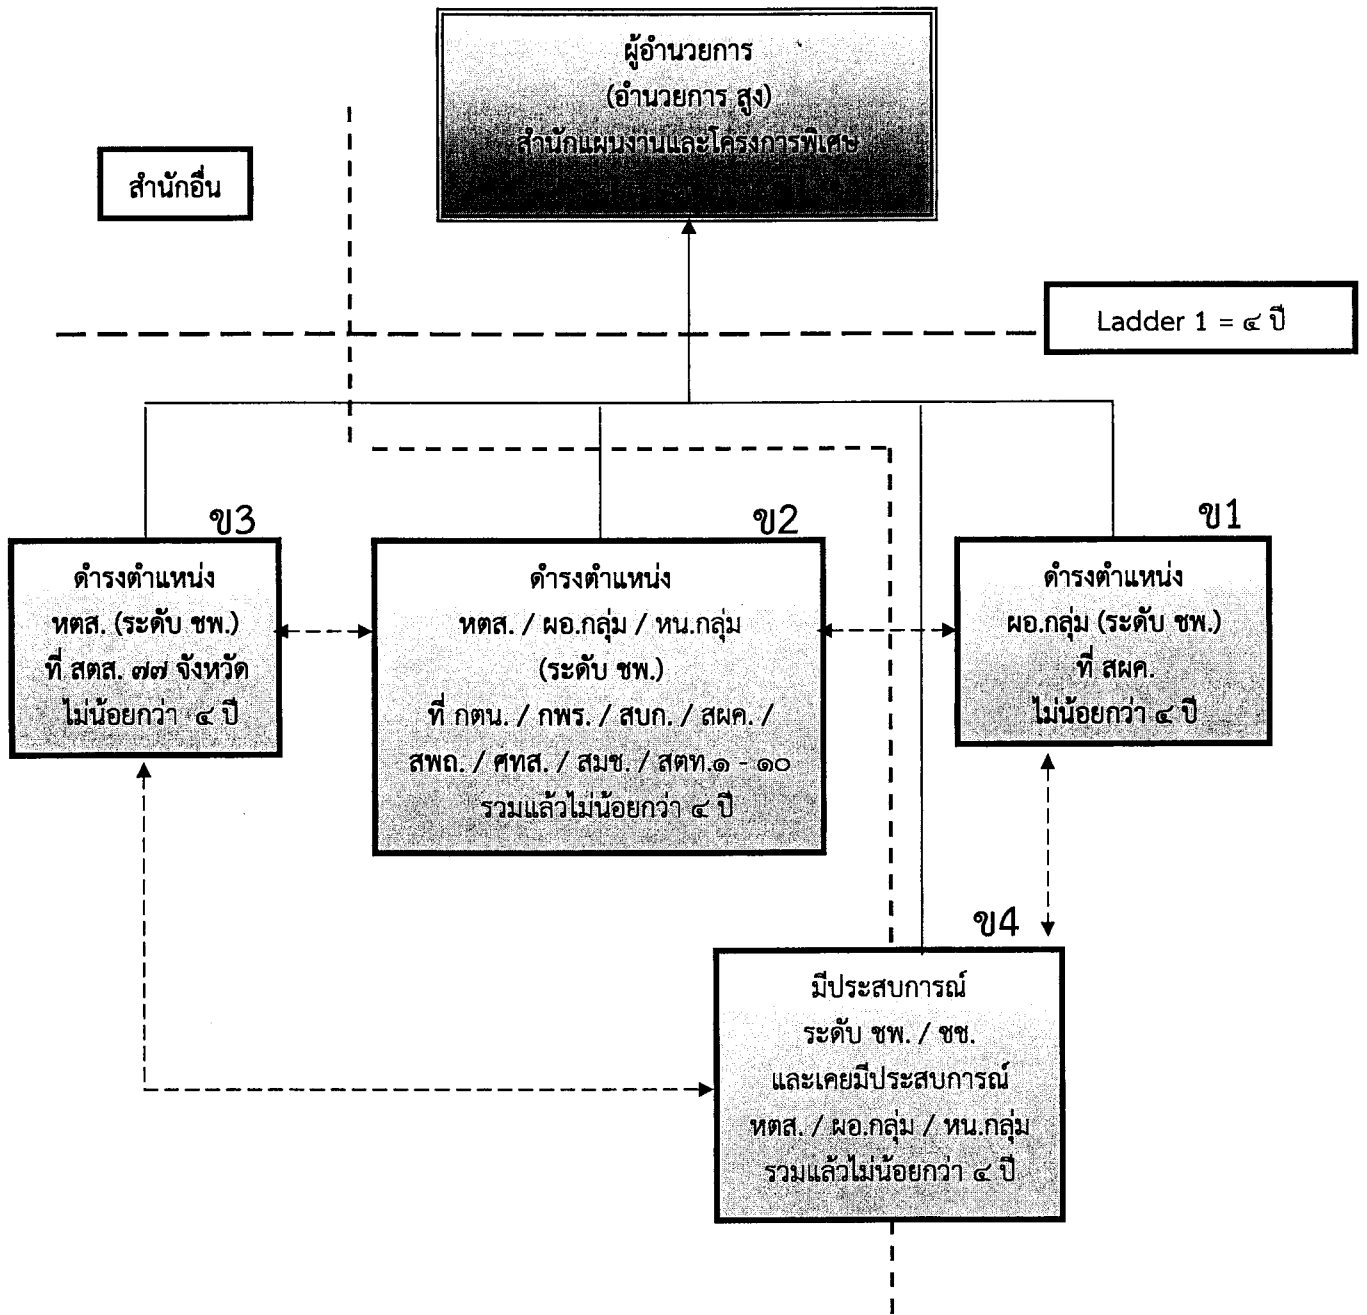 ผู้อำนวยการ
(อำนวยการ สูง)
สำนักแผนงานและโครงการพิเศษ
สำนักอื่น
Ladder 1 = ๔ ปี
ข3
ดำรงตำแหน่ง
หตส. (ระดับ ชพ.)
ที่ สตส. ๗๗ จังหวัด
ไม่น้อยกว่า ๔ ปี
ข2
ดำรงตำแหน่ง
หตส. / ผอ.กลุ่ม / หน.กลุ่ม
(ระดับ ชพ.)
ที่ กตน. / กพร. / สบก. / สผค. /
สพถ. / ศทส. / สมช. / สตท.๑ - ๑๐
รวมแล้วไม่น้อยกว่า ๔ ปี
ข1
ดำรงตำแหน่ง
ผอ.กลุ่ม (ระดับ ชพ.)
ที่ สผค.
ไม่น้อยกว่า ๔ ปี
ข4
มีประสบการณ์
ระดับ ชพ. / ชช.
และเคยมีประสบการณ์
หตส. / ผอ.กลุ่ม / หน.กลุ่ม
รวมแล้วไม่น้อยกว่า ๔ ปี